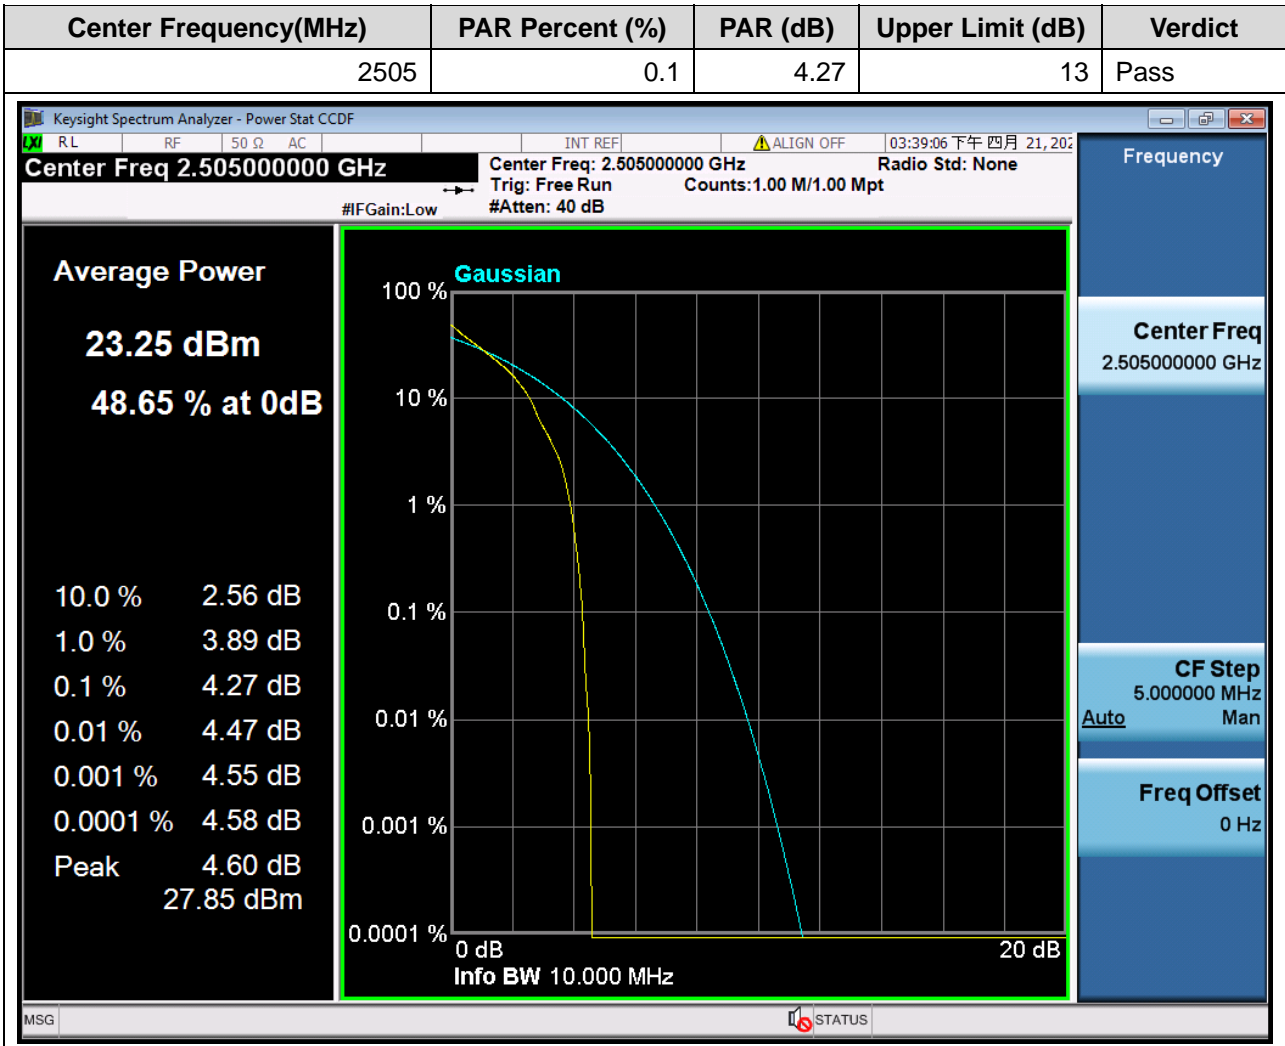 Center Frequency(MHz) PAR Percent (%) PAR (dB) Upper Limit (dB) Verdict
2505 0.1 4.27 13 Pass
Keysight Spectrum Analyzer - Power Stat CCDF
LXI RL RF 50 Ω AC INT REF ALIGN OFF 03:39:06 下午 四月 21, 202
Center Freq 2.505000000 GHz
Center Freq: 2.505000000 GHz Radio Std: None
Trig: Free Run Counts:1.00 M/1.00 Mpt
#IFGain:Low #Atten: 40 dB
Average Power
23.25 dBm
48.65 % at 0dB
10.0 % 2.56 dB
1.0 % 3.89 dB
0.1 % 4.27 dB
0.01 % 4.47 dB
0.001 % 4.55 dB
0.0001 % 4.58 dB
Peak 4.60 dB
27.85 dBm
Gaussian
100 %
10 %
1 %
0.1 %
0.01 %
0.001 %
0.0001 %
0 dB 20 dB
Info BW 10.000 MHz
Frequency
Center Freq
2.505000000 GHz
CF Step
5.000000 MHz
Auto Man
Freq Offset
0 Hz
MSG STATUS